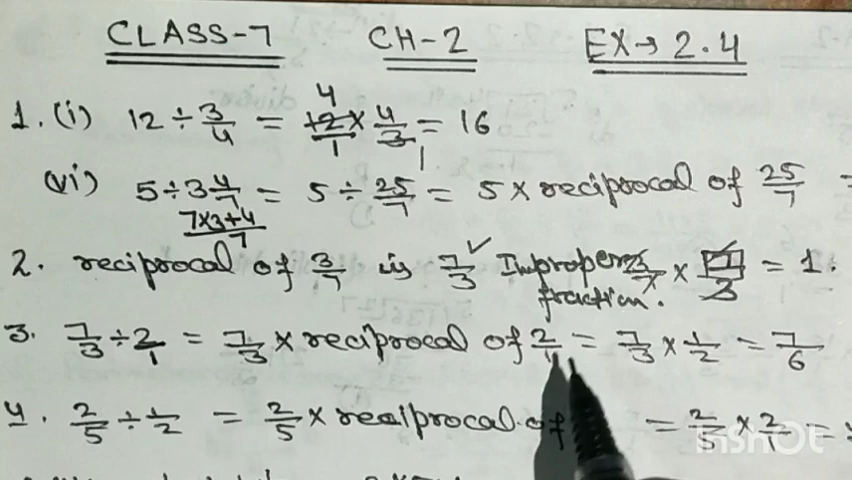 CLASS-7 CH-2 EX→2.4
1. (i) 12 ÷ 3/4 = 12/1 × 4/3 = 16
4
1
(vi) 5 ÷ 3 4/7 = 5 ÷ 25/7 = 5 × reciprocal of 25/7 =
7×3+4/7
2. reciprocal of 3/7 is 7/3 ✓ Improper fraction. 3/7 × 7/3 = 1.
3. 7/3 ÷ 2/1 = 7/3 × reciprocal of 2/1 = 7/3 × 1/2 = 7/6
4. 2/5 ÷ 1/2 = 2/5 × reciprocal of = 2/5 × 2/1 =
InShOt